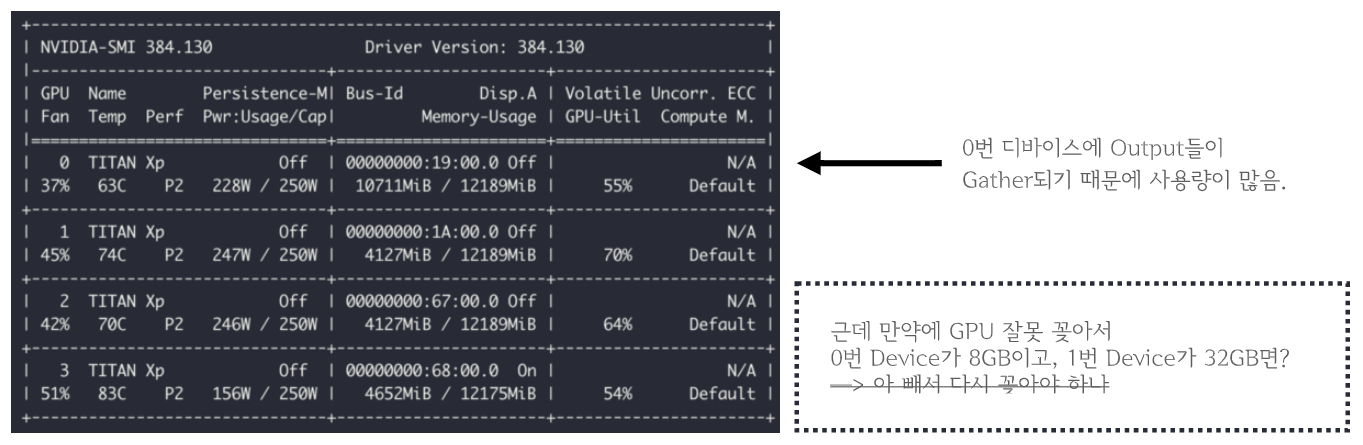 NVIDIA-SMI 384.130 Driver Version: 384.130
GPU Name Persistence-M| Bus-Id Disp.A | Volatile Uncorr. ECC
Fan Temp Perf Pwr:Usage/Cap| Memory-Usage | GPU-Util Compute M.
0 TITAN Xp Off | 00000000:19:00.0 Off | N/A
37% 63C P2 228W / 250W | 10711MiB / 12189MiB | 55% Default
1 TITAN Xp Off | 00000000:1A:00.0 Off | N/A
45% 74C P2 247W / 250W | 4127MiB / 12189MiB | 70% Default
2 TITAN Xp Off | 00000000:67:00.0 Off | N/A
42% 70C P2 246W / 250W | 4127MiB / 12189MiB | 64% Default
3 TITAN Xp Off | 00000000:68:00.0 On | N/A
51% 83C P2 156W / 250W | 4652MiB / 12175MiB | 54% Default
0번 디바이스에 Output들이
Gather되기 때문에 사용량이 많음.
근데 만약에 GPU 잘못 꽂아서
0번 Device가 8GB이고, 1번 Device가 32GB면?
—> 아 빼서 다시 꽂아야 하나